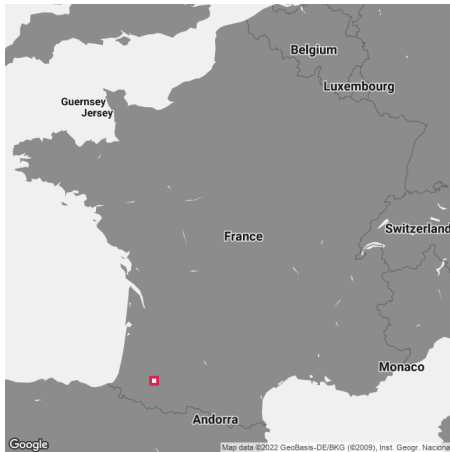 Belgium
Luxembourg
Guernsey
Jersey
France
Switzerland
Monaco
Andorra
Google
Map data ©2022 GeoBasis-DE/BKG (©2009), Inst. Geogr. Naciona